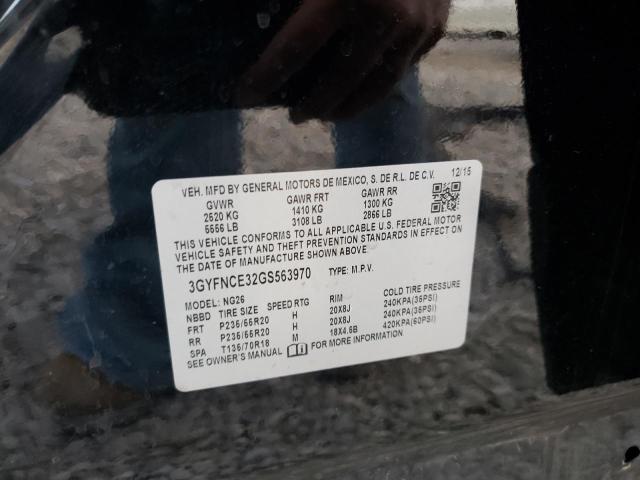 VEH. MFD BY GENERAL MOTORS DE MEXICO, S. DE R.L. DE C.V. 12/15
GVWR GAWR FRT GAWR RR
2520 KG 1410 KG 1300 KG
5556 LB 3108 LB 2866 LB
THIS VEHICLE CONFORMS TO ALL APPLICABLE U.S. FEDERAL MOTOR
VEHICLE SAFETY AND THEFT PREVENTION STANDARDS IN EFFECT ON
THE DATE OF MANUFACTURE SHOWN ABOVE.
3GYFNCE32GS563970 TYPE: M.P.V.
MODEL: NG26
NBBD TIRE SIZE SPEED RTG RIM COLD TIRE PRESSURE
FRT P235/55R20 H 20X8J 240KPA(35PSI)
RR P235/55R20 H 20X8J 240KPA(35PSI)
SPA T135/70R18 M 18X4.5B 420KPA(60PSI)
SEE OWNER'S MANUAL FOR MORE INFORMATION